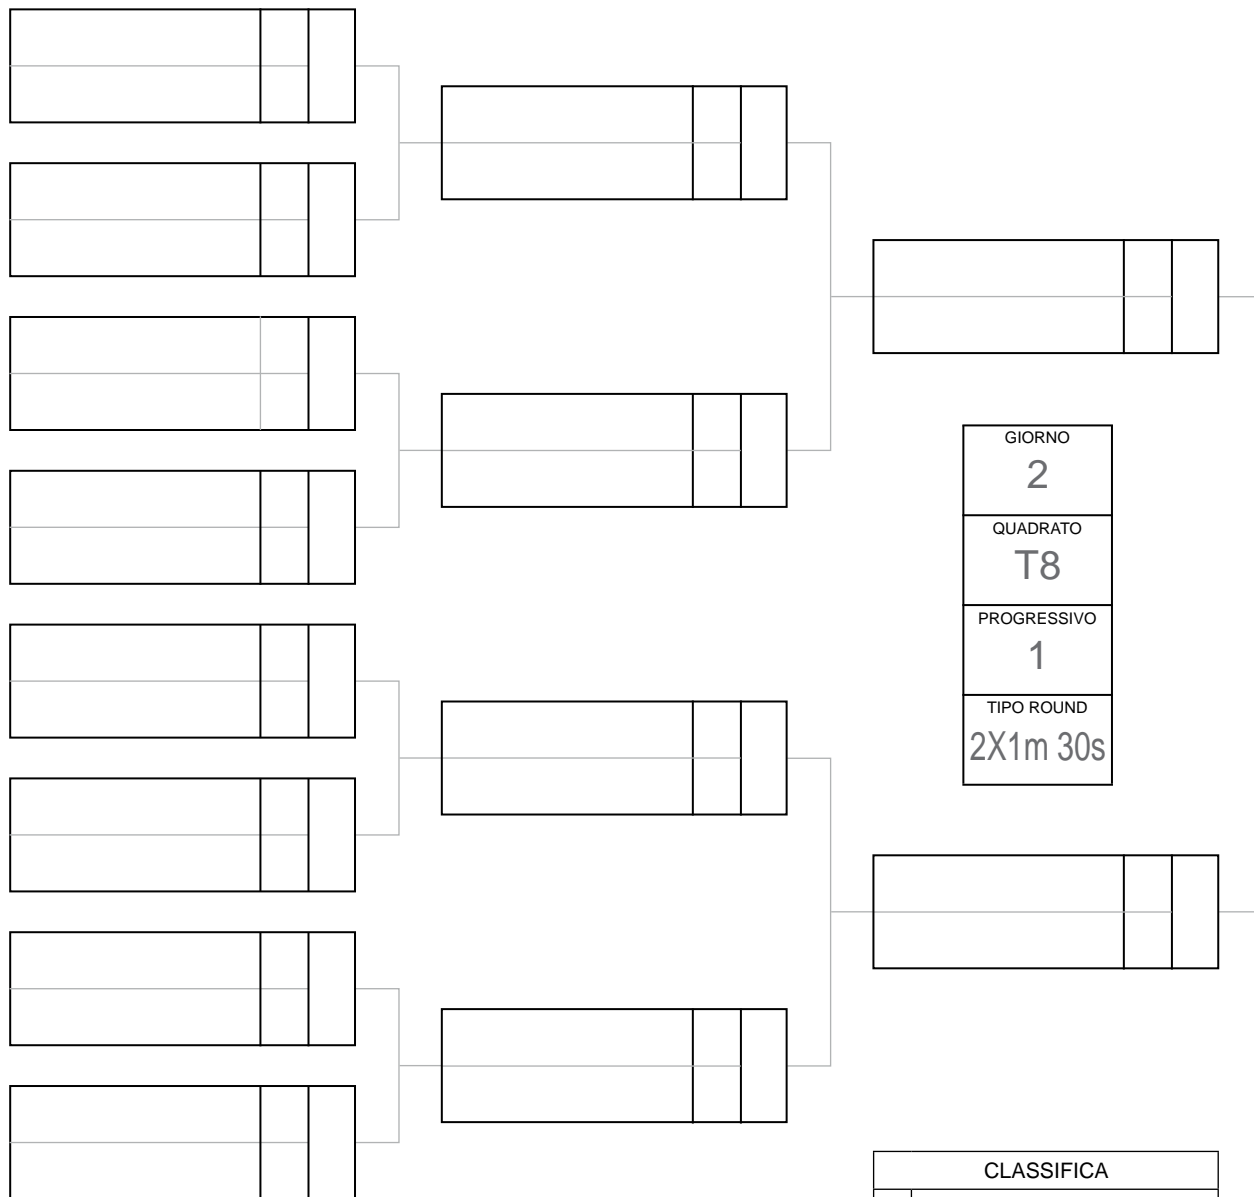 GIORNO
2
QUADRATO
T8
PROGRESSIVO
1
TIPO ROUND
2X1m 30s
CLASSIFICA